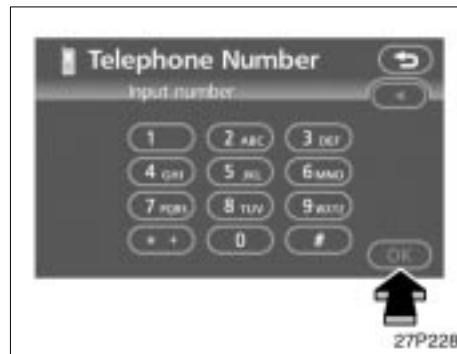 Telephone Number
Input number
1 2 ABC 3 DEF
4 GHI 5 JKL 6 MNO
7 PQRS 8 TUV 9 WXYZ
* + 0 #
OK
27P228